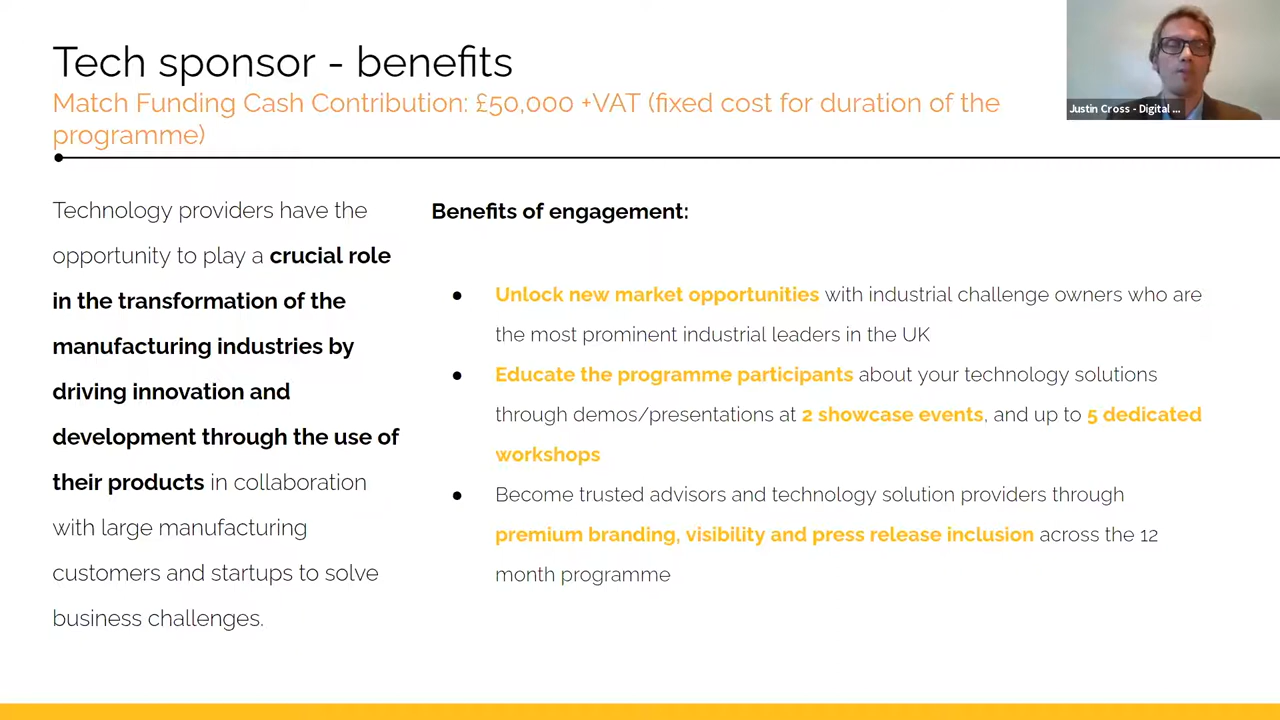 Tech sponsor - benefits
Match Funding Cash Contribution: £50,000 +VAT (fixed cost for duration of the
programme)
Justin Cross - Digital ...
Technology providers have the
opportunity to play a crucial role
in the transformation of the
manufacturing industries by
driving innovation and
development through the use of
their products in collaboration
with large manufacturing
customers and startups to solve
business challenges.
Benefits of engagement:
● Unlock new market opportunities with industrial challenge owners who are
the most prominent industrial leaders in the UK
● Educate the programme participants about your technology solutions
through demos/presentations at 2 showcase events, and up to 5 dedicated
workshops
● Become trusted advisors and technology solution providers through
premium branding, visibility and press release inclusion across the 12
month programme